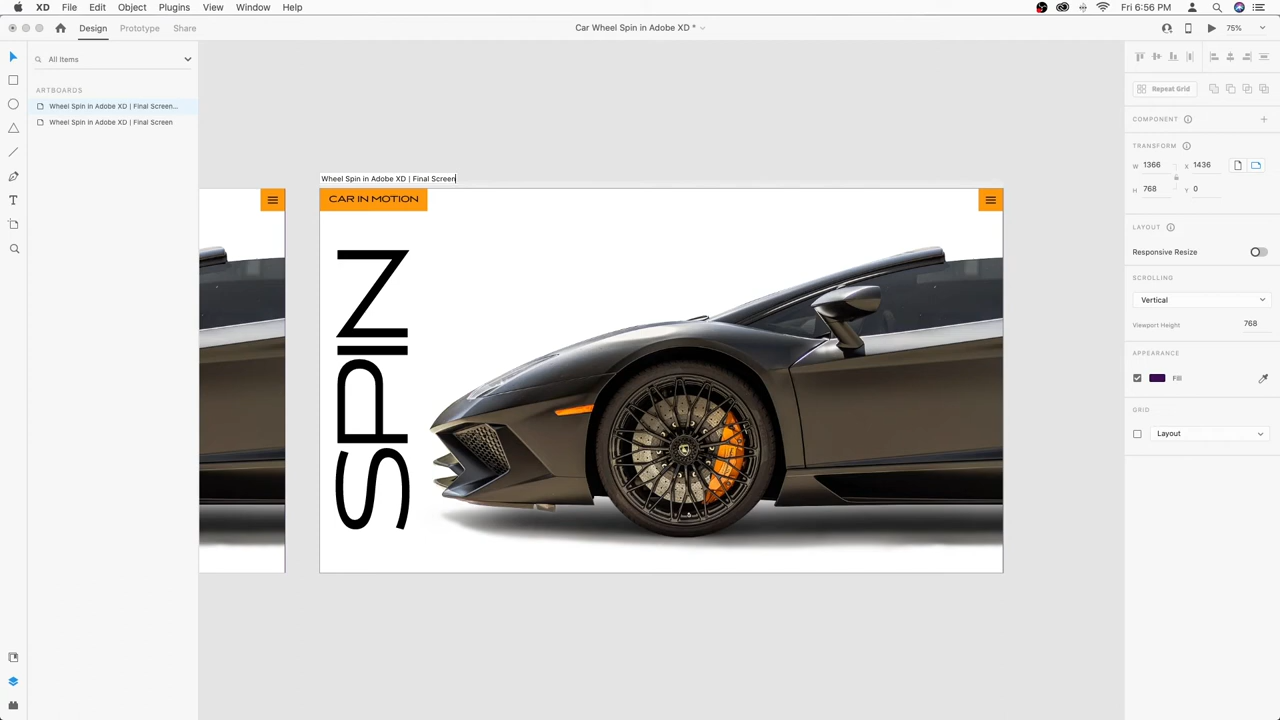 XD File Edit Object Plugins View Window Help Fri 6:56 PM
Design Prototype Share Car Wheel Spin in Adobe XD * 75%
All Items
ARTBOARDS
Wheel Spin in Adobe XD | Final Screen...
Wheel Spin in Adobe XD | Final Screen
Wheel Spin in Adobe XD | Final Screen
CAR IN MOTION
SPIN
Repeat Grid
COMPONENT
TRANSFORM
W 1366 X 1436
H 768 Y 0
LAYOUT
Responsive Resize
SCROLLING
Vertical
Viewport Height 768
APPEARANCE
Fill
GRID
Layout